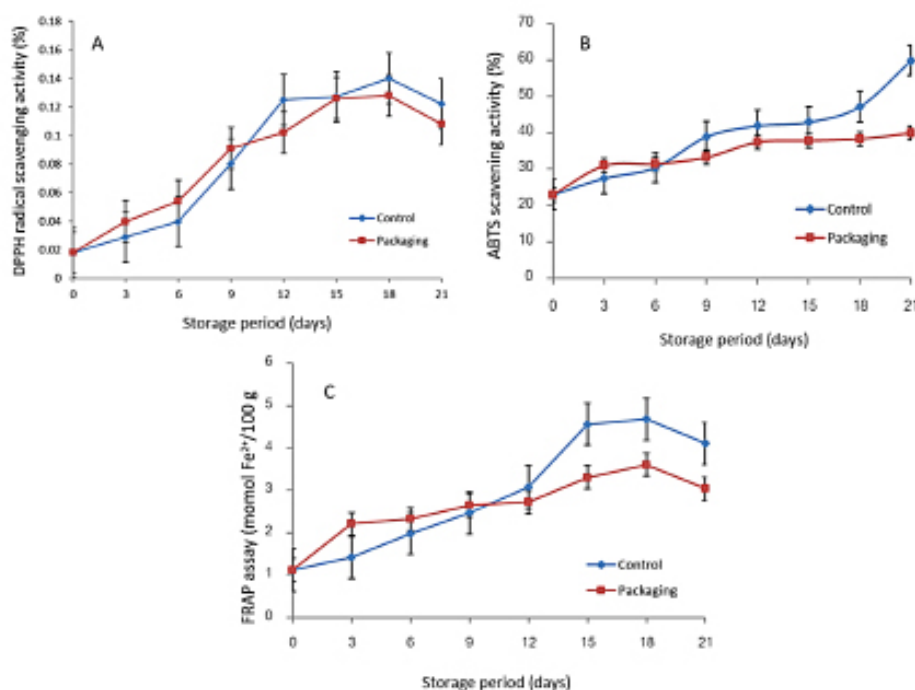 A
DPPH radical scavenging activity (%)
0.18
0.16
0.14
0.12
0.1
0.08
0.06
0.04
0.02
0
Control
Packaging
0 3 6 9 12 15 18 21
Storage period (days)
B
ABTS scavening activity (%)
70
60
50
40
30
20
10
0
Control
Packaging
0 3 6 9 12 15 18 21
Storage period (days)
C
FRAP assay (momol Fe²⁺/100 g
6
5
4
3
2
1
0
Control
Packaging
0 3 6 9 12 15 18 21
Storage period (days)